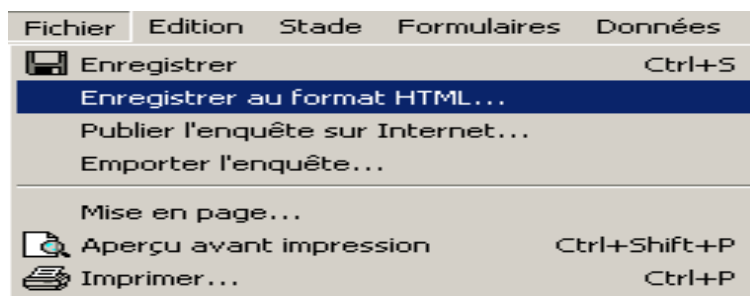 Fichier Edition Stade Formulaires Données
Enregistrer Ctrl+S
Enregistrer au format HTML...
Publier l'enquête sur Internet...
Emporter l'enquête...
Mise en page...
Aperçu avant impression Ctrl+Shift+P
Imprimer... Ctrl+P